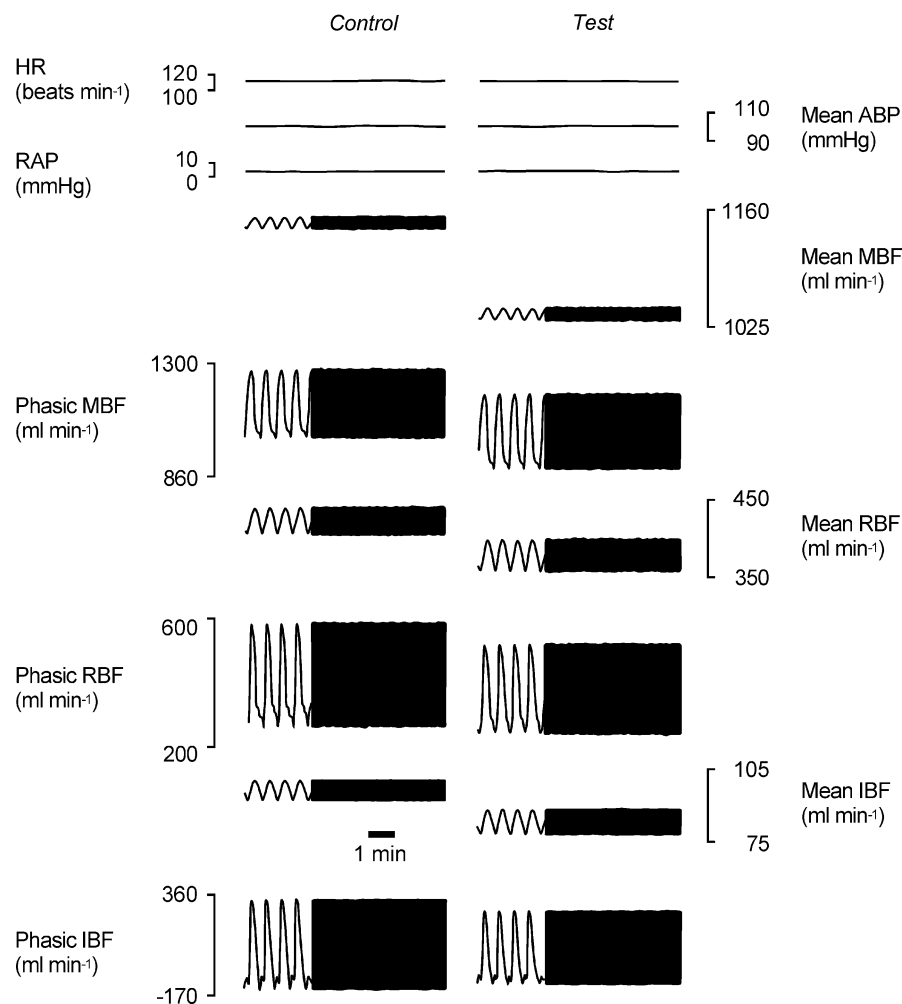 Control Test
HR
(beats min-1)
120
100
110
90
Mean ABP
(mmHg)
RAP
(mmHg)
10
0
1160
1025
Mean MBF
(ml min-1)
Phasic MBF
(ml min-1)
1300
860
450
350
Mean RBF
(ml min-1)
Phasic RBF
(ml min-1)
600
200
105
75
Mean IBF
(ml min-1)
1 min
Phasic IBF
(ml min-1)
360
-170